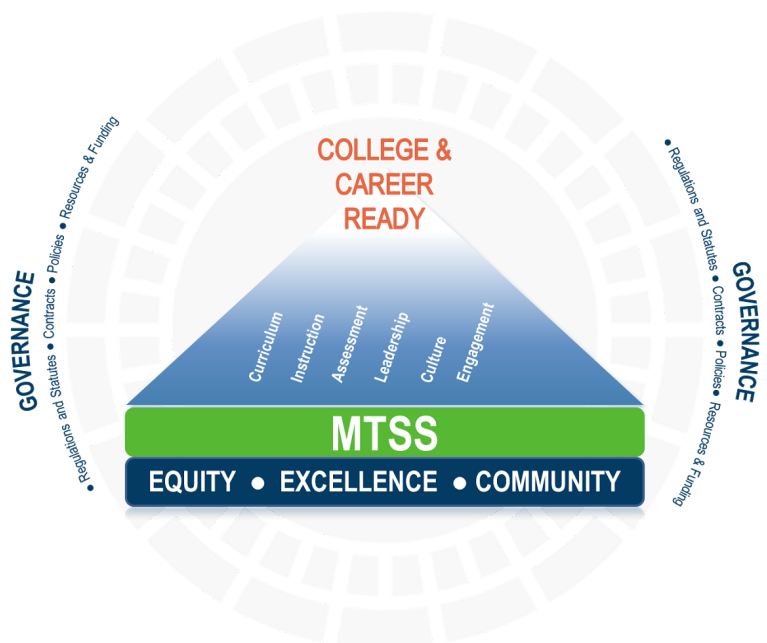 COLLEGE &
CAREER
READY
GOVERNANCE
• Regulations and Statutes • Contracts • Policies • Resources & Funding
Curriculum
Instruction
Assessment
Leadership
Culture
Engagement
GOVERNANCE
• Regulations and Statutes • Contracts • Policies• Resources & Funding
MTSS
EQUITY • EXCELLENCE • COMMUNITY